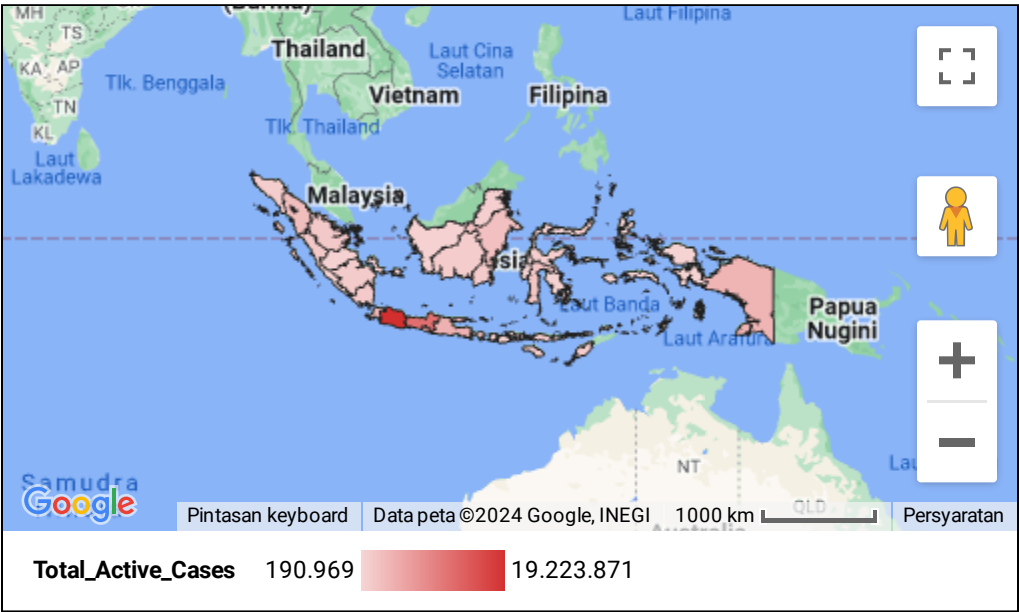 (Burma)
Laut Filipina
MH
TS
Thailand
Laut Cina
Selatan
KA
AP
Tlk. Benggala
Vietnam
Filipina
TN
Tlk. Thailand
KL
Laut
Lakadewa
Malaysia
Laut Banda
Papua
Nugini
Laut Arafura
NT
Samudra
QLD
Google
Pintasan keyboard
Data peta ©2024 Google, INEGI
1000 km
Persyaratan
Australia
Total_Active_Cases 190.969 19.223.871